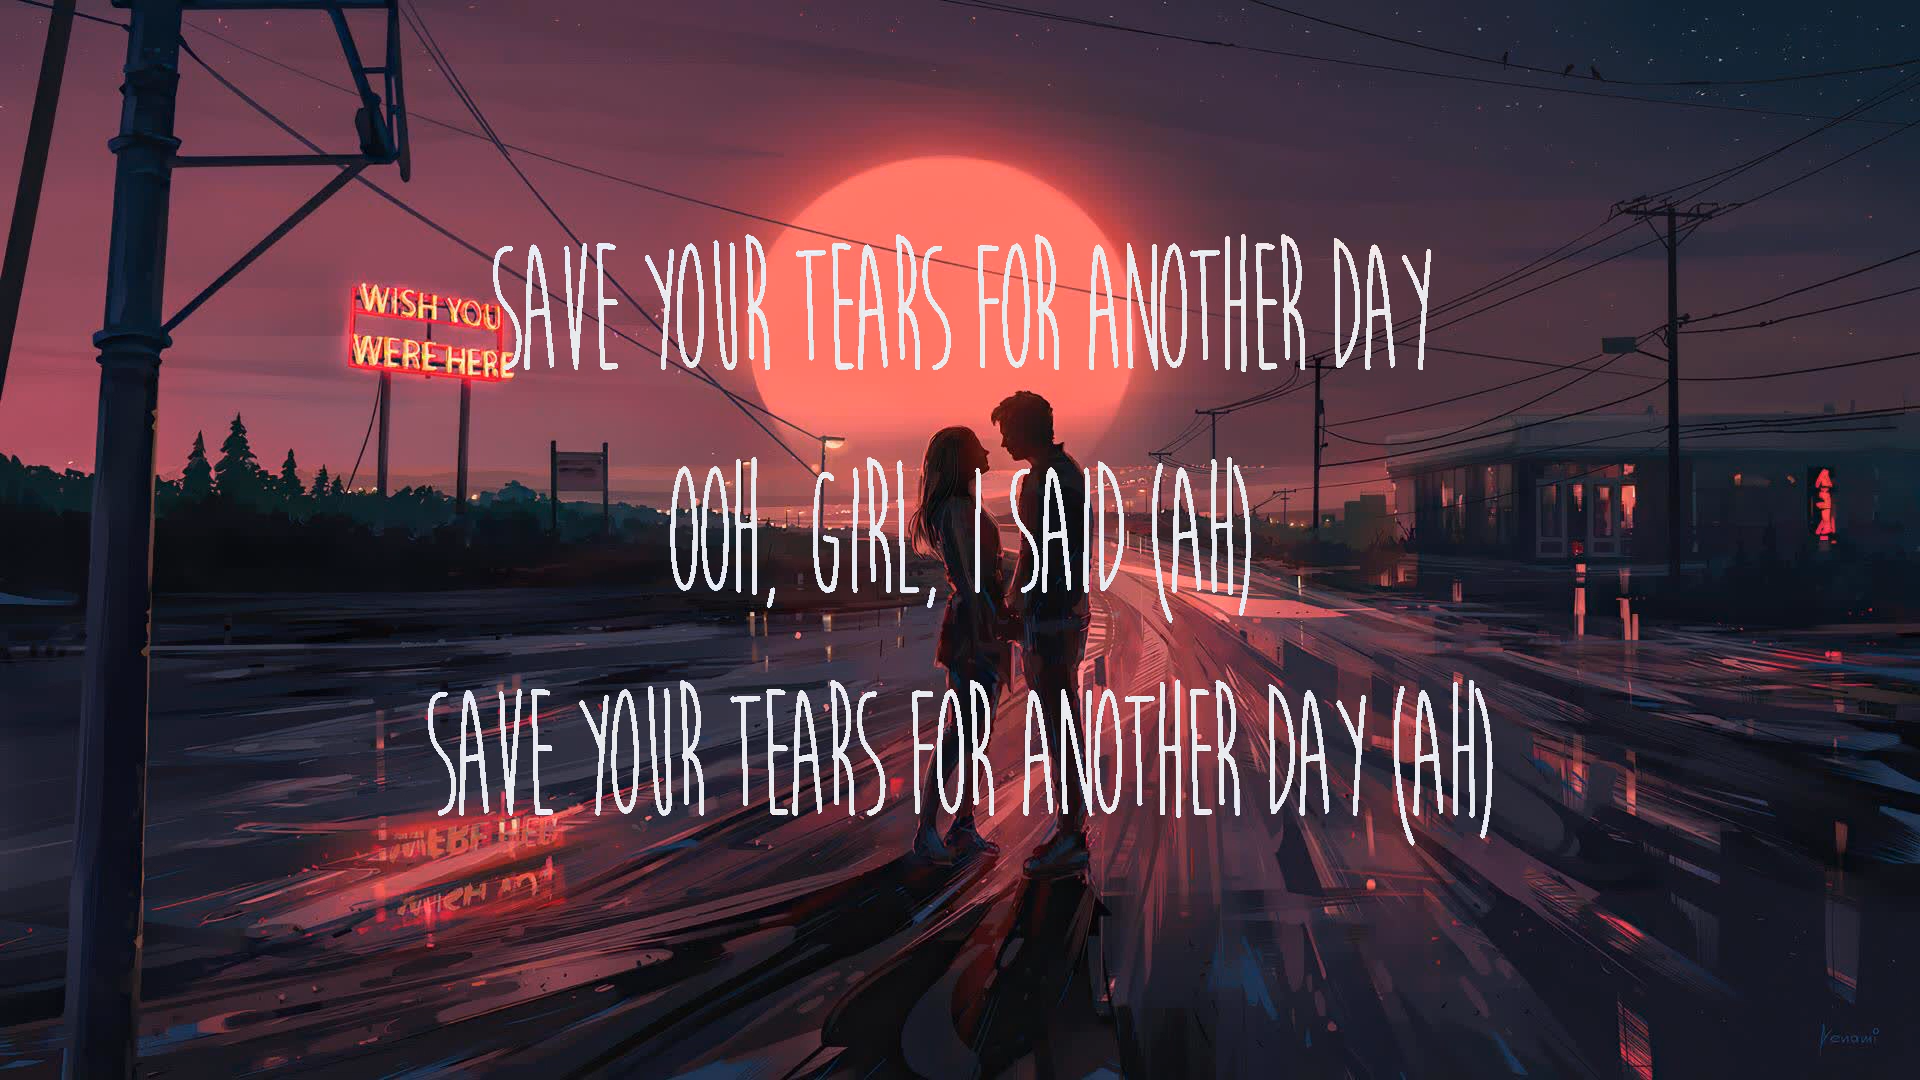 WISH YOU
WERE HERE
SAVE YOUR TEARS FOR ANOTHER DAY
OOH, GIRL, I SAID (AH)
SAVE YOUR TEARS FOR ANOTHER DAY (AH)